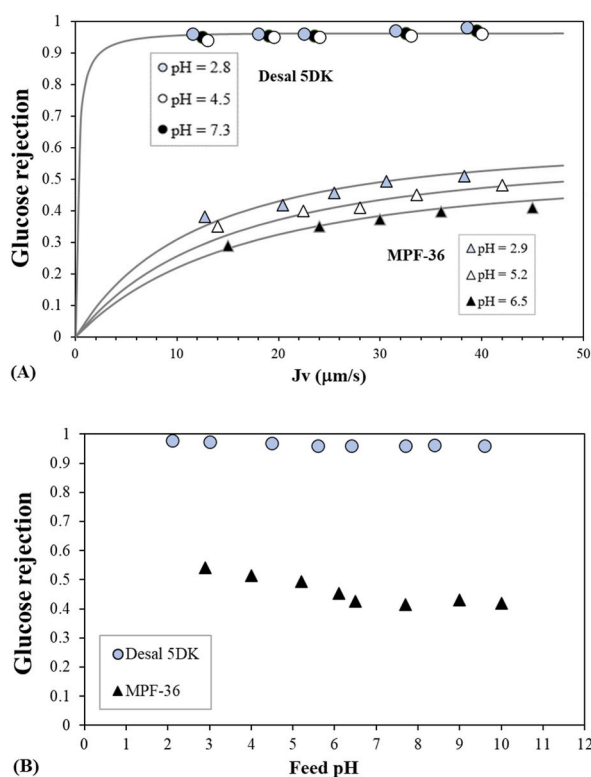 1
0.9
0.8
0.7
0.6
0.5
0.4
0.3
0.2
0.1
0
Glucose rejection
pH = 2.8
pH = 4.5
pH = 7.3
Desal 5DK
MPF-36
pH = 2.9
pH = 5.2
pH = 6.5
0 10 20 30 40 50
(A)
Jv (μm/s)
1
0.9
0.8
0.7
0.6
0.5
0.4
0.3
0.2
0.1
0
Glucose rejection
Desal 5DK
MPF-36
0 1 2 3 4 5 6 7 8 9 10 11 12
(B)
Feed pH